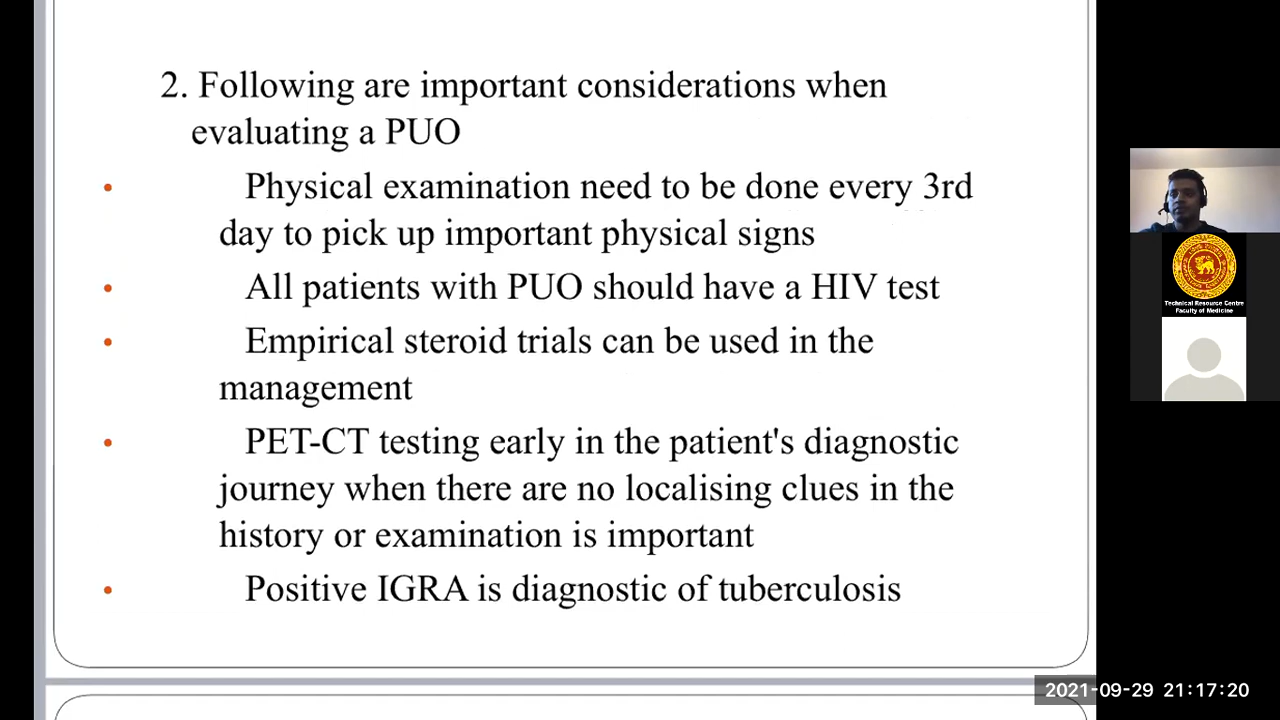 2. Following are important considerations when
evaluating a PUO
• Physical examination need to be done every 3rd
day to pick up important physical signs
• All patients with PUO should have a HIV test
• Empirical steroid trials can be used in the
management
• PET-CT testing early in the patient's diagnostic
journey when there are no localising clues in the
history or examination is important
• Positive IGRA is diagnostic of tuberculosis
Technical Resource Centre
Faculty of Medicine
2021-09-29 21:17:20